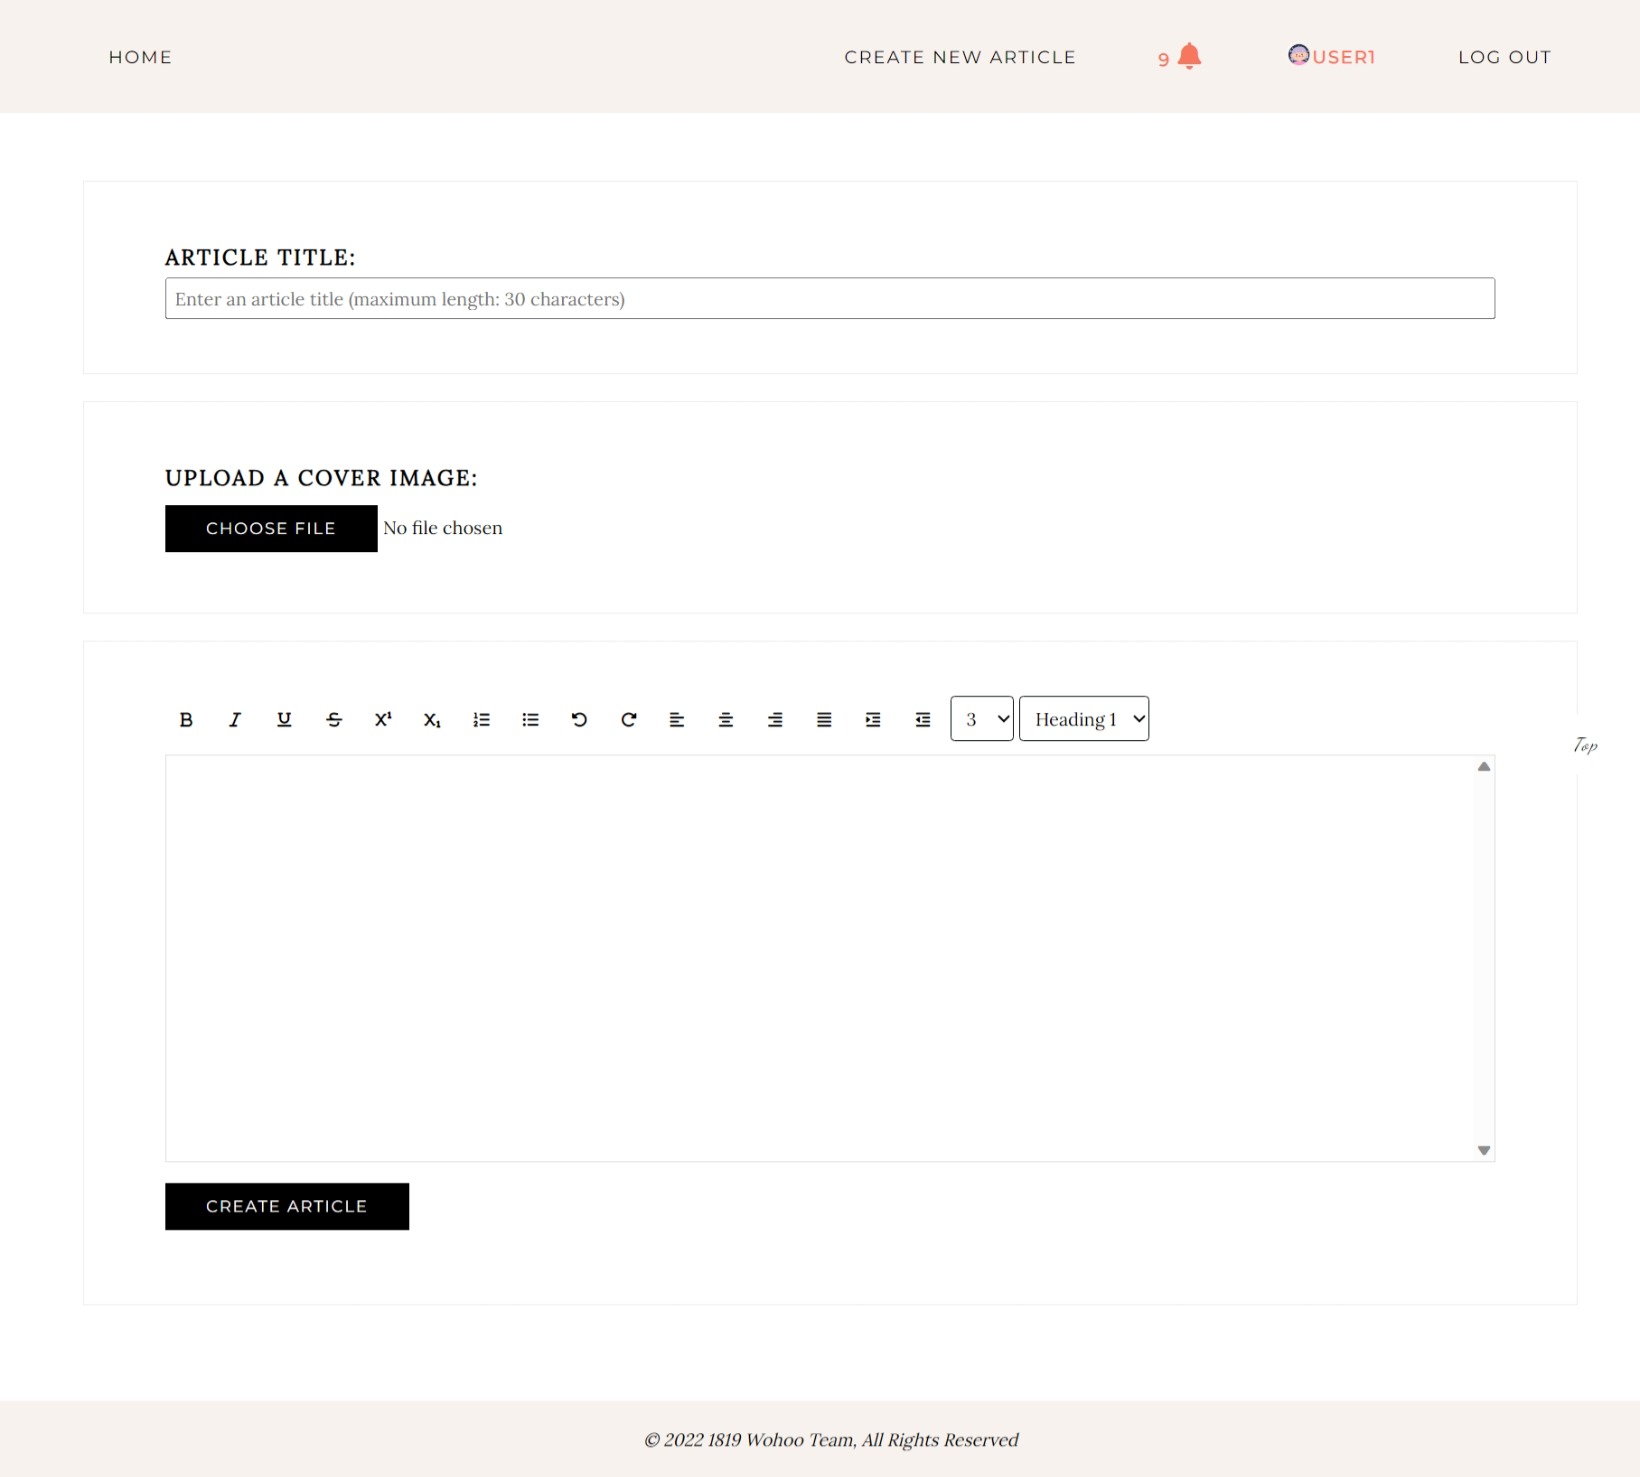 HOME CREATE NEW ARTICLE 9 USER1 LOG OUT
ARTICLE TITLE:
Enter an article title (maximum length: 30 characters)
UPLOAD A COVER IMAGE:
CHOOSE FILE No file chosen
B I U S X¹ X₁ 3 Heading 1
Top
CREATE ARTICLE
© 2022 1819 Wohoo Team, All Rights Reserved